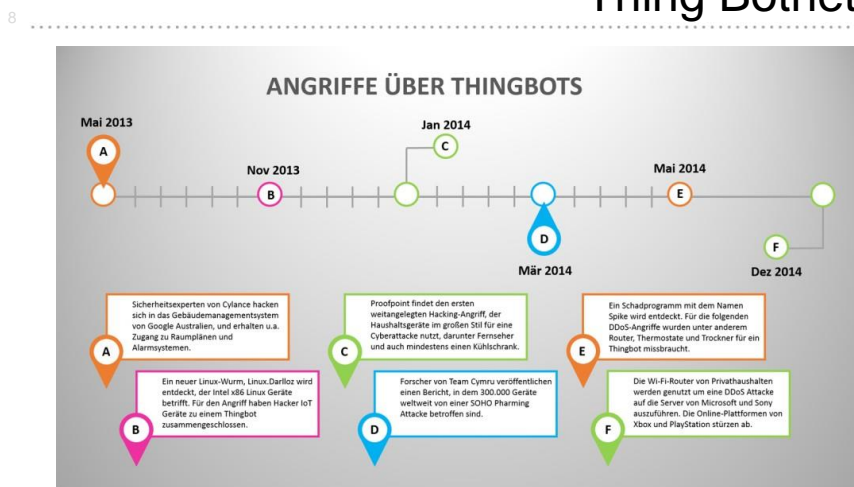 8
Thing Botnet
ANGRIFFE ÜBER THINGBOTS
Mai 2013
Jan 2014
A
C
Nov 2013
Mai 2014
B
E
D
F
Mär 2014
Dez 2014
Sicherheitsexperten von Cylance hacken
sich in das Gebäudemanagementsystem
von Google Australien, und erhalten u.a.
Zugang zu Raumplänen und
Alarmsystemen.
A
Proofpoint findet den ersten
weitangelegten Hacking-Angriff, der
Haushaltsgeräte im großen Stil für eine
Cyberattacke nutzt, darunter Fernseher
und auch mindestens einen Kühlschrank.
C
Ein Schadprogramm mit dem Namen
Spike wird entdeckt. Für die folgenden
DDoS-Angriffe wurden unter anderem
Router, Thermostate und Trockner für ein
Thingbot missbraucht.
E
Ein neuer Linux-Wurm, Linux.Darlloz wird
entdeckt, der Intel x86 Linux Geräte
betrifft. Für den Angriff haben Hacker IoT
Geräte zu einem Thingbot
zusammengeschlossen.
B
Forscher von Team Cymru veröffentlichen
einen Bericht, in dem 300.000 Geräte
weltweit von einer SOHO Pharming
Attacke betroffen sind.
D
Die Wi-Fi-Router von Privathaushalten
werden genutzt um eine DDoS Attacke
auf die Server von Microsoft und Sony
auszuführen. Die Online-Plattformen von
Xbox und PlayStation stürzen ab.
F